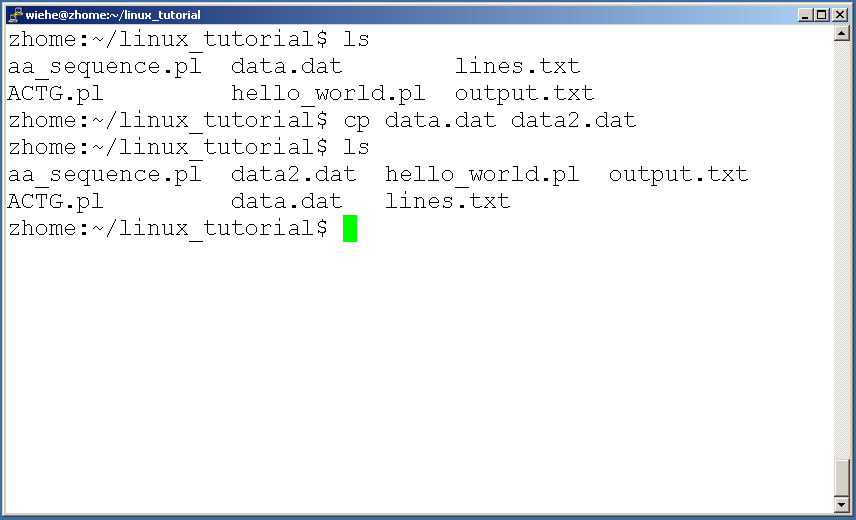 wiehe@zhome:~/linux_tutorial
zhome:~/linux_tutorial$ ls
aa_sequence.pl  data.dat        lines.txt
ACTG.pl         hello_world.pl  output.txt
zhome:~/linux_tutorial$ cp data.dat data2.dat
zhome:~/linux_tutorial$ ls
aa_sequence.pl  data2.dat  hello_world.pl  output.txt
ACTG.pl         data.dat   lines.txt
zhome:~/linux_tutorial$